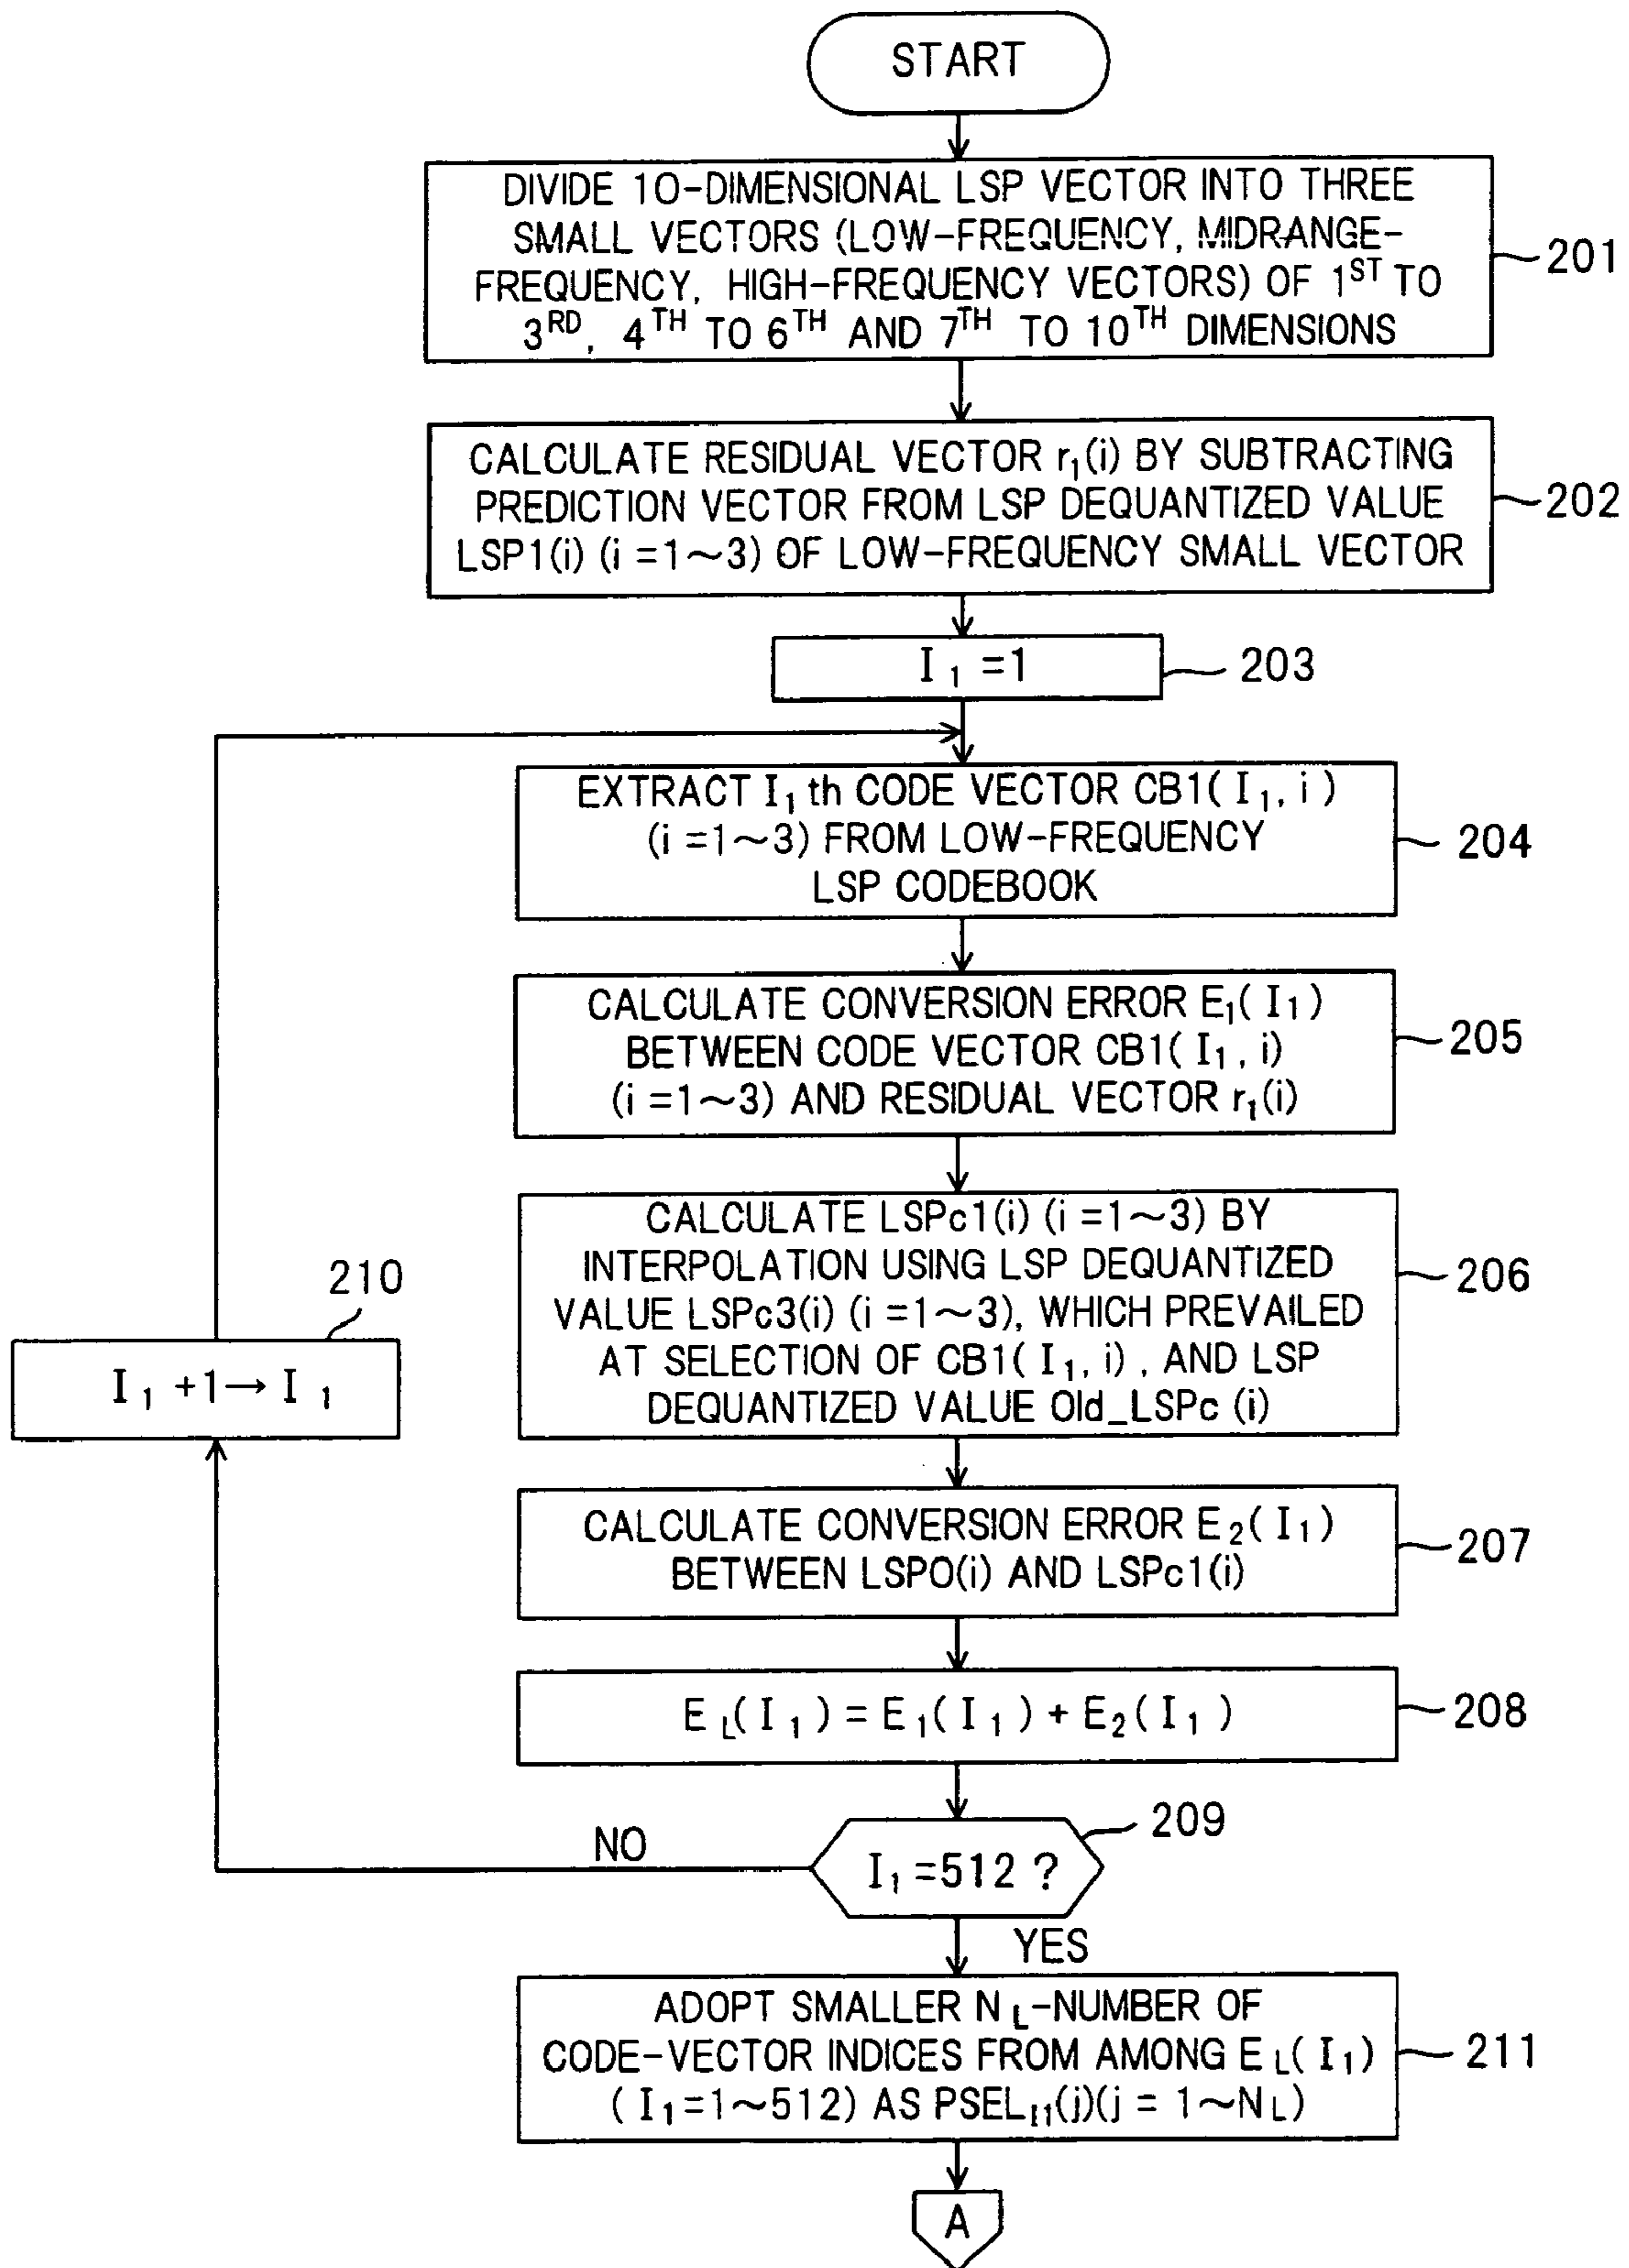 START
DIVIDE 10-DIMENSIONAL LSP VECTOR INTO THREE
SMALL VECTORS (LOW-FREQUENCY, MIDRANGE-
FREQUENCY, HIGH-FREQUENCY VECTORS) OF 1ST TO
3RD, 4TH TO 6TH AND 7TH TO 10TH DIMENSIONS
201
CALCULATE RESIDUAL VECTOR r₁(i) BY SUBTRACTING
PREDICTION VECTOR FROM LSP DEQUANTIZED VALUE
LSP1(i) (i =1~3) OF LOW-FREQUENCY SMALL VECTOR
202
I₁ =1
203
EXTRACT I₁ th CODE VECTOR CB1( I₁, i )
(i =1~3) FROM LOW-FREQUENCY
LSP CODEBOOK
204
CALCULATE CONVERSION ERROR E₁( I₁)
BETWEEN CODE VECTOR CB1( I₁, i)
(i =1~3) AND RESIDUAL VECTOR r₁(i)
205
CALCULATE LSPc1(i) (i =1~3) BY
INTERPOLATION USING LSP DEQUANTIZED
VALUE LSPc3(i) (i =1~3), WHICH PREVAILED
AT SELECTION OF CB1( I₁, i) , AND LSP
DEQUANTIZED VALUE Old_LSPc (i)
206
210
I₁ +1→ I₁
CALCULATE CONVERSION ERROR E₂( I₁)
BETWEEN LSP0(i) AND LSPc1(i)
207
E_L( I₁ ) = E₁( I₁ ) + E₂( I₁ )
208
209
NO
I₁ =512 ?
YES
ADOPT SMALLER N_L-NUMBER OF
CODE-VECTOR INDICES FROM AMONG E_L( I₁)
( I₁=1~512) AS PSEL_I1(j)(j = 1~N_L)
211
A